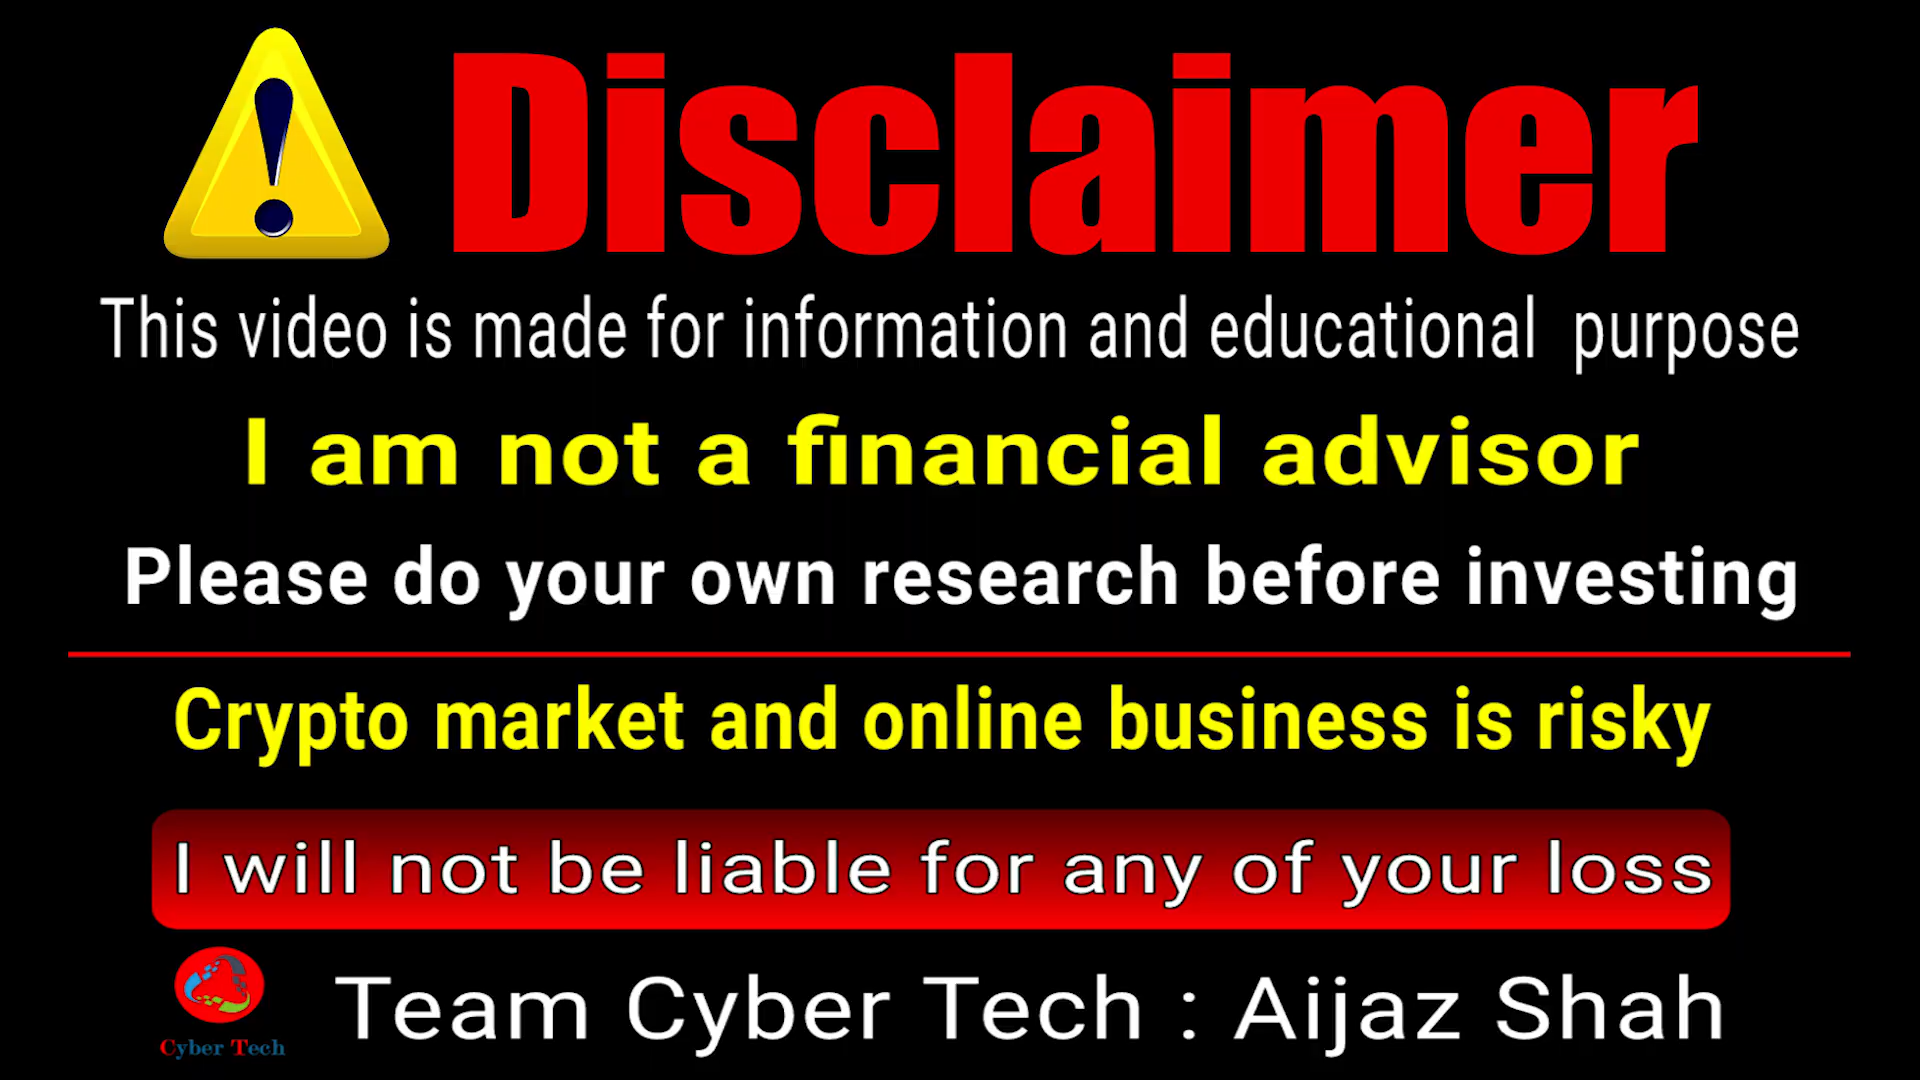 Disclaimer
This video is made for information and educational purpose
I am not a financial advisor
Please do your own research before investing
Crypto market and online business is risky
I will not be liable for any of your loss
Team Cyber Tech : Aijaz Shah
Cyber Tech